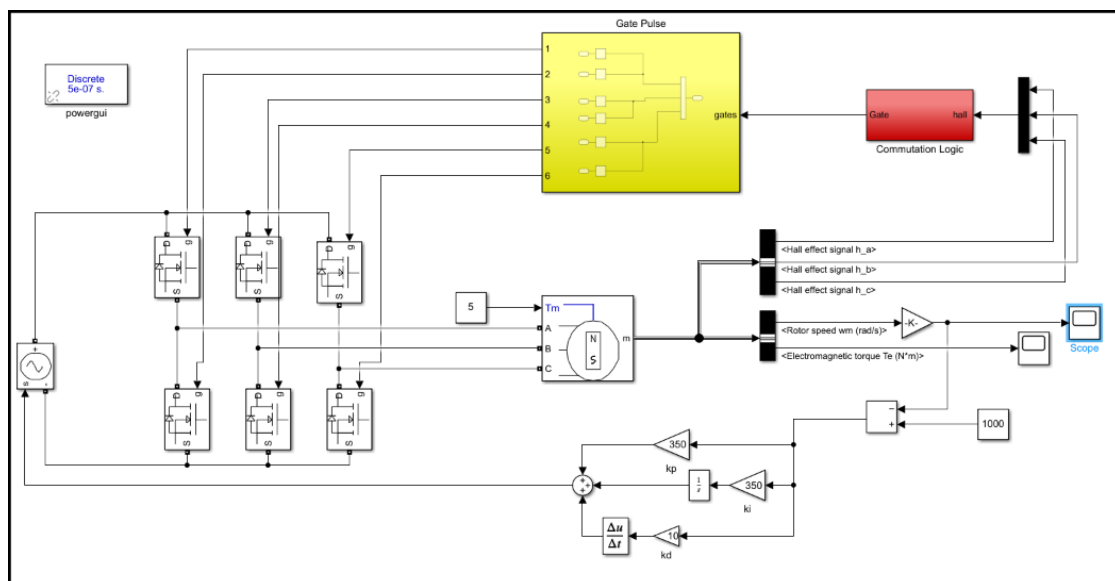 Gate Pulse
Discrete
5e-07 s.
powergui
1
2
3
4
5
6
gates
Gate
hall
Commutation Logic
g
D
S
g
D
S
g
D
S
<Hall effect signal h_a>
<Hall effect signal h_b>
<Hall effect signal h_c>
5
Tm
A
B
C
m
N
S
-K-
<Rotor speed wm (rad/s)>
<Electromagnetic torque Te (N*m)>
Scope
+
s
-
g
D
S
g
D
S
g
D
S
−
+
1000
350
kp
+
+
+
1
s
350
ki
Δu
Δt
10
kd